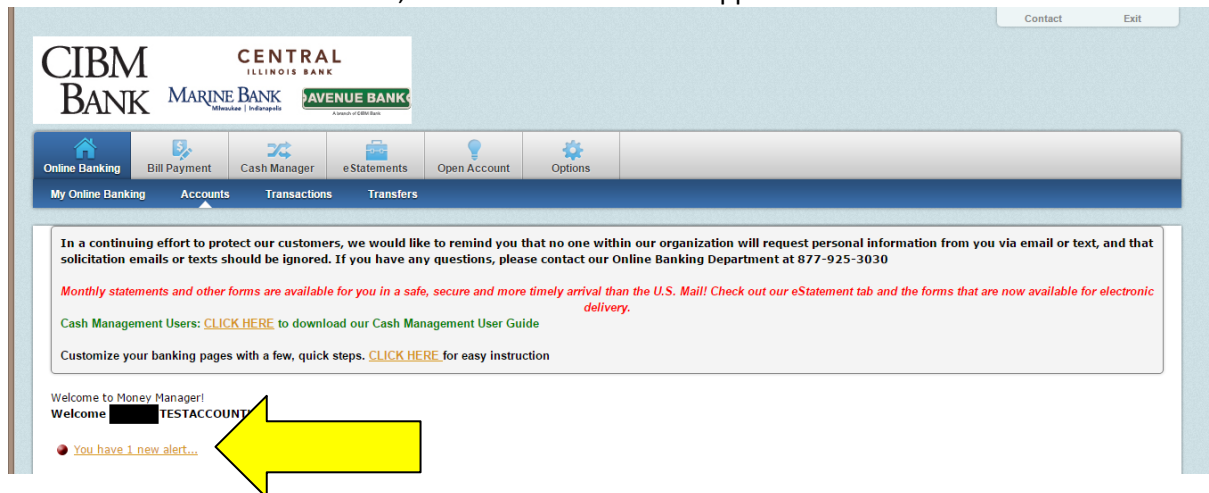 Contact Exit
CIBM
BANK
CENTRAL
ILLINOIS BANK
MARINE BANK
Milwaukee | Indianapolis
AVENUE BANK
A branch of CIBM Bank
Online Banking Bill Payment Cash Manager eStatements Open Account Options
My Online Banking Accounts Transactions Transfers
In a continuing effort to protect our customers, we would like to remind you that no one within our organization will request personal information from you via email or text, and that
solicitation emails or texts should be ignored. If you have any questions, please contact our Online Banking Department at 877-925-3030
Monthly statements and other forms are available for you in a safe, secure and more timely arrival than the U.S. Mail! Check out our eStatement tab and the forms that are now available for electronic
delivery.
Cash Management Users: CLICK HERE to download our Cash Management User Guide
Customize your banking pages with a few, quick steps. CLICK HERE for easy instruction
Welcome to Money Manager!
Welcome TESTACCOUNT
You have 1 new alert...